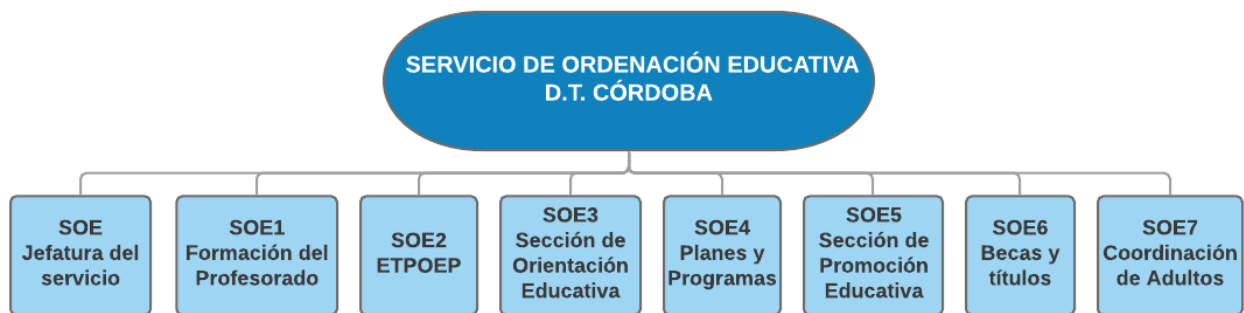 SERVICIO DE ORDENACIÓN EDUCATIVA
D.T. CÓRDOBA
SOE
Jefatura del
servicio
SOE1
Formación del
Profesorado
SOE2
ETPOEP
SOE3
Sección de
Orientación
Educativa
SOE4
Planes y
Programas
SOE5
Sección de
Promoción
Educativa
SOE6
Becas y
títulos
SOE7
Coordinación
de Adultos